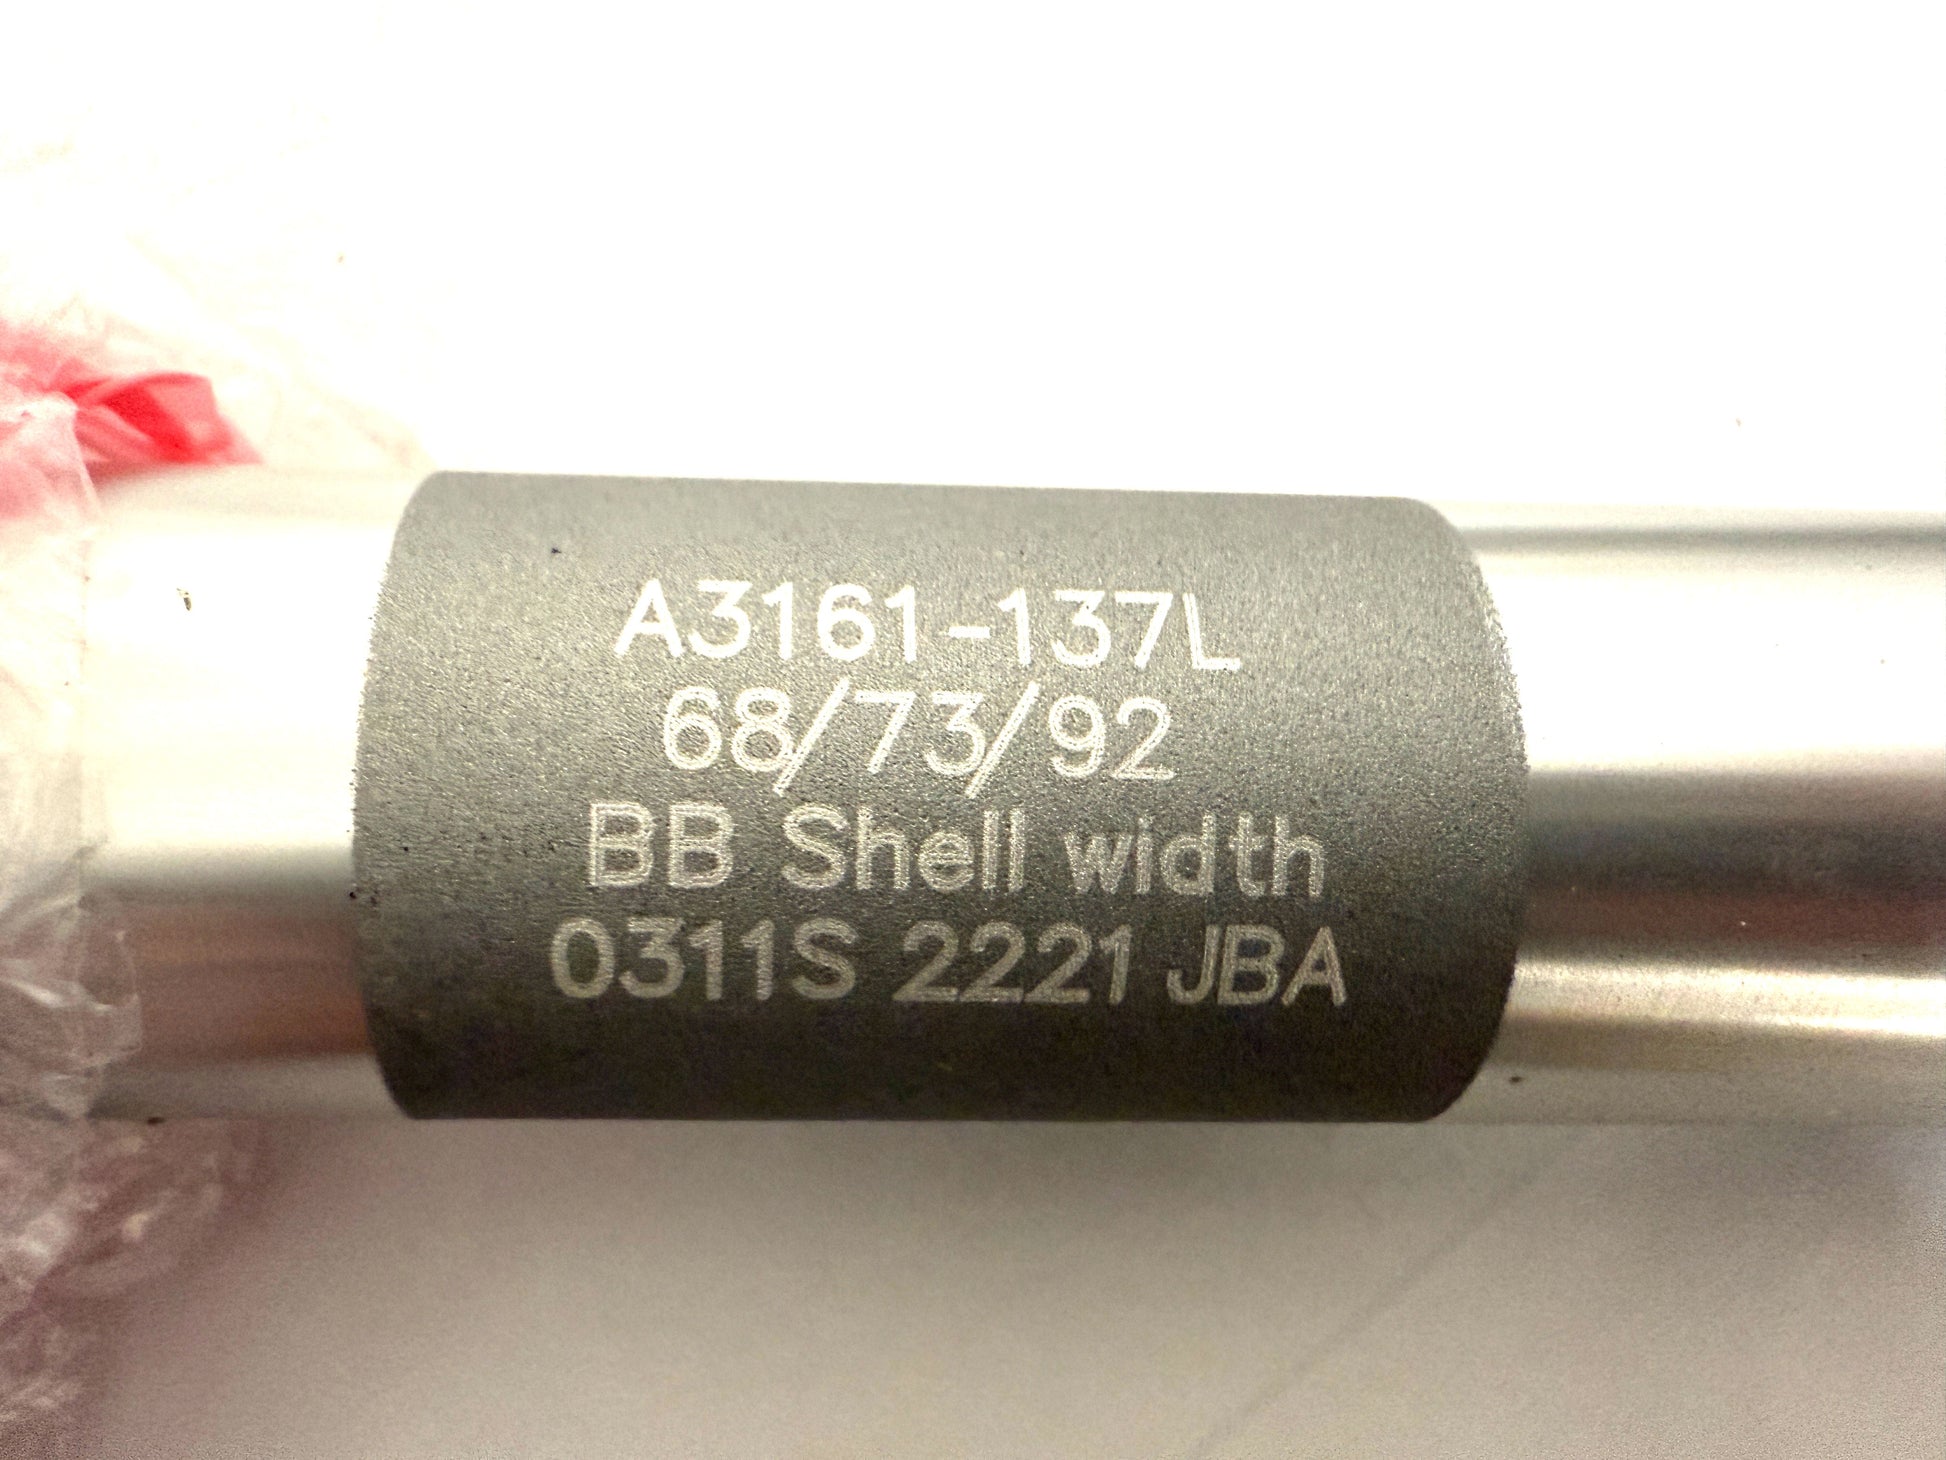 A3161-137L
68/73/92
BB Shell width
0311S 2221 JBA